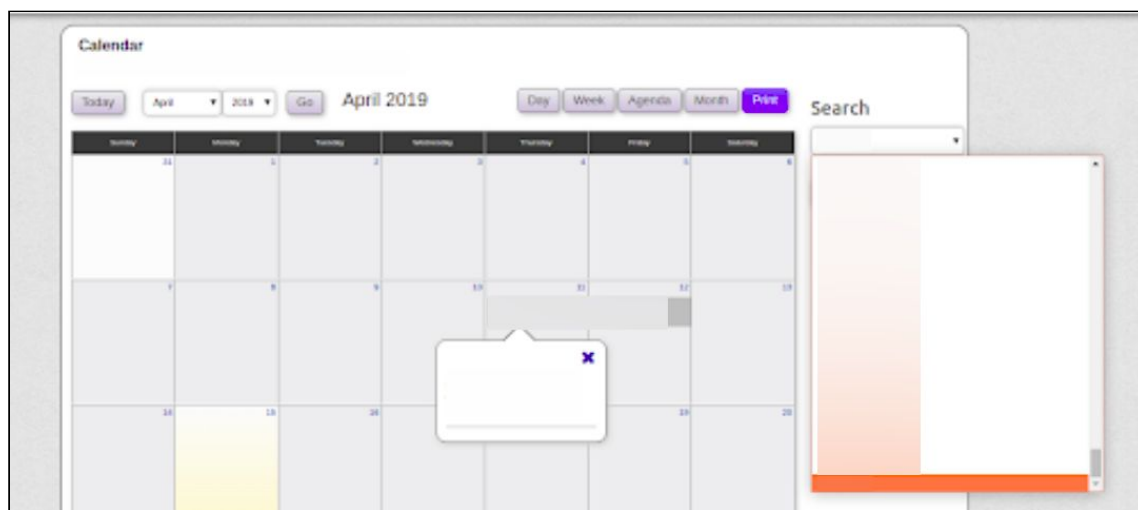 Calendar
Today April 2019 Go April 2019 Day Week Agenda Month Print
Search
Sunday Monday Tuesday Wednesday Thursday Friday Saturday
31 1 2 3 4 5 6
7 8 9 10 11 12 13
14 15 16 19 20